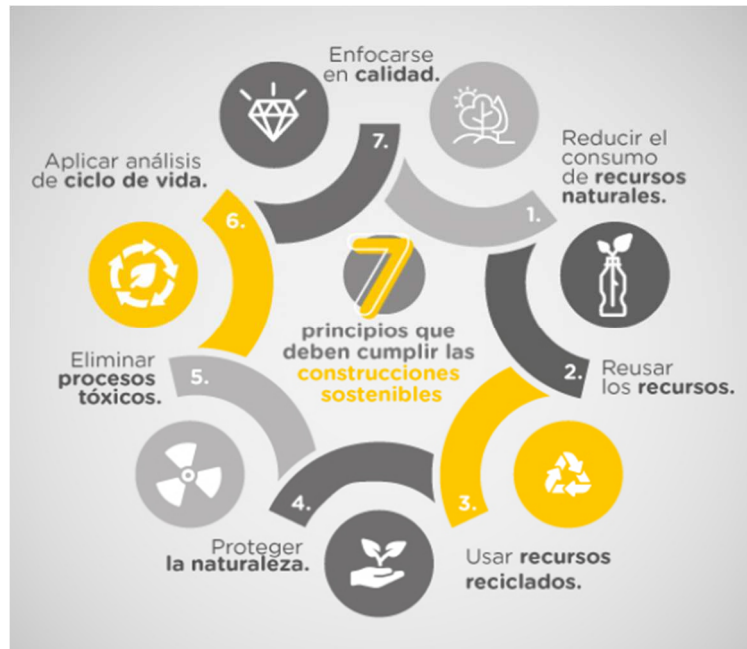 7
principios que
deben cumplir las
construcciones
sostenibles
1.
Reducir el
consumo
de recursos
naturales.
2.
Reusar
los recursos.
3.
Usar recursos
reciclados.
4.
Proteger
la naturaleza.
5.
Eliminar
procesos
tóxicos.
6.
Aplicar análisis
de ciclo de vida.
7.
Enfocarse
en calidad.